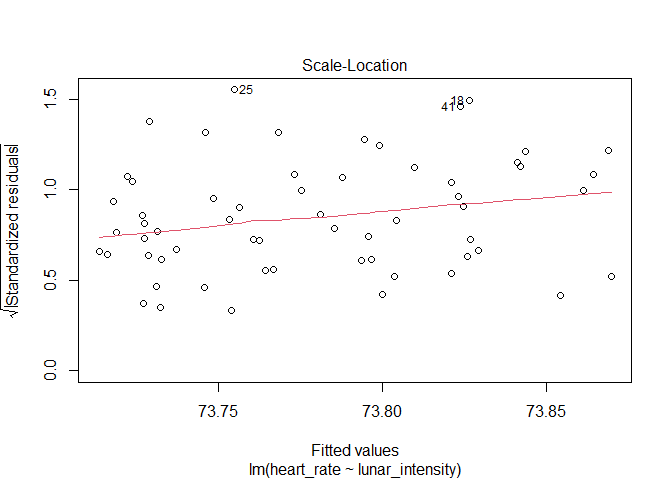 Scale-Location
√|Standardized residuals|
1.5
1.0
0.5
0.0
25
18
41
73.75
73.80
73.85
Fitted values
lm(heart_rate ~ lunar_intensity)